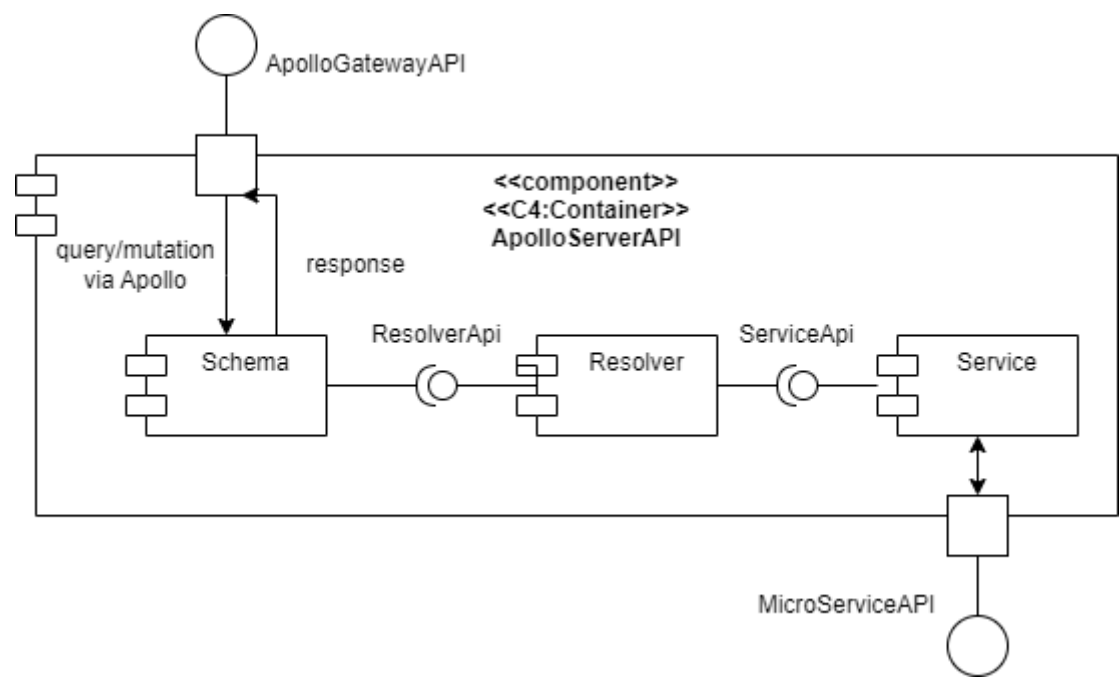 ApolloGatewayAPI
<<component>>
<<C4:Container>>
ApolloServerAPI
query/mutation
via Apollo
response
Schema
ResolverApi
Resolver
ServiceApi
Service
MicroServiceAPI